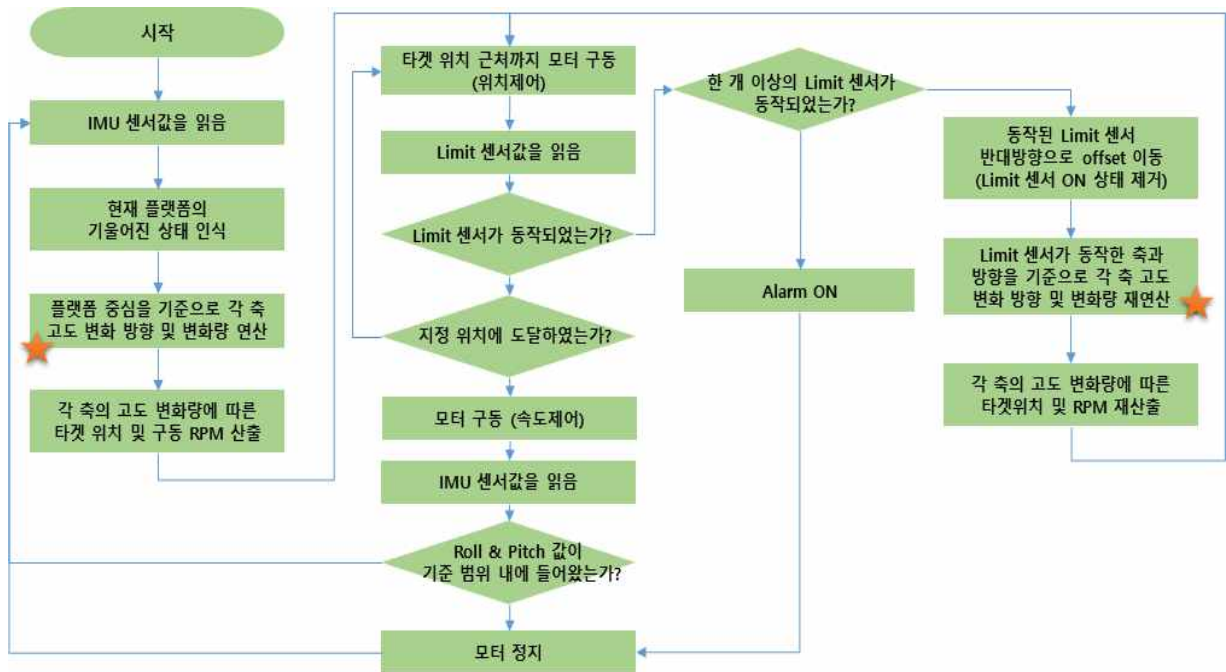 시작
IMU 센서값을 읽음
현재 플랫폼의
기울어진 상태 인식
플랫폼 중심을 기준으로 각 축
고도 변화 방향 및 변화량 연산
각 축의 고도 변화량에 따른
타겟 위치 및 구동 RPM 산출
타겟 위치 근처까지 모터 구동
(위치제어)
Limit 센서값을 읽음
Limit 센서가 동작되었는가?
지정 위치에 도달하였는가?
모터 구동 (속도제어)
IMU 센서값을 읽음
Roll & Pitch 값이
기준 범위 내에 들어왔는가?
모터 정지
한 개 이상의 Limit 센서가
동작되었는가?
Alarm ON
동작된 Limit 센서
반대방향으로 offset 이동
(Limit 센서 ON 상태 제거)
Limit 센서가 동작한 축과
방향을 기준으로 각 축 고도
변화 방향 및 변화량 재연산
각 축의 고도 변화량에 따른
타겟위치 및 RPM 재산출